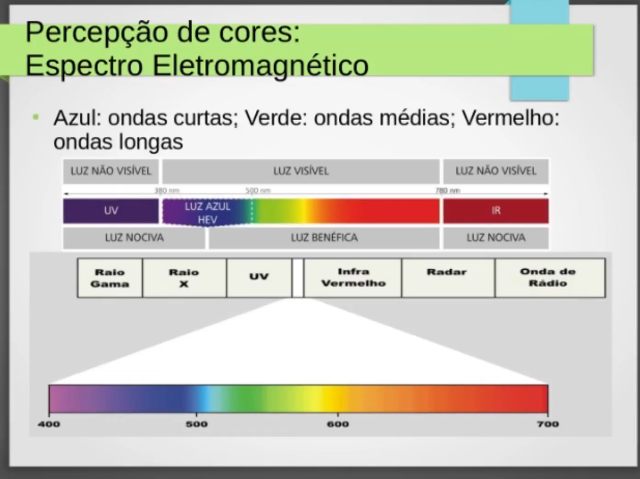 Percepção de cores:
Espectro Eletromagnético
Azul: ondas curtas; Verde: ondas médias; Vermelho:
ondas longas
LUZ NÃO VISÍVEL LUZ VISÍVEL LUZ NÃO VISÍVEL
380 nm 500 nm 780 nm
UV LUZ AZUL IR
HEV
LUZ NOCIVA LUZ BENÉFICA LUZ NOCIVA
Raio Raio UV Infra Radar Onda de
Gama X Vermelho Rádio
400 500 600 700